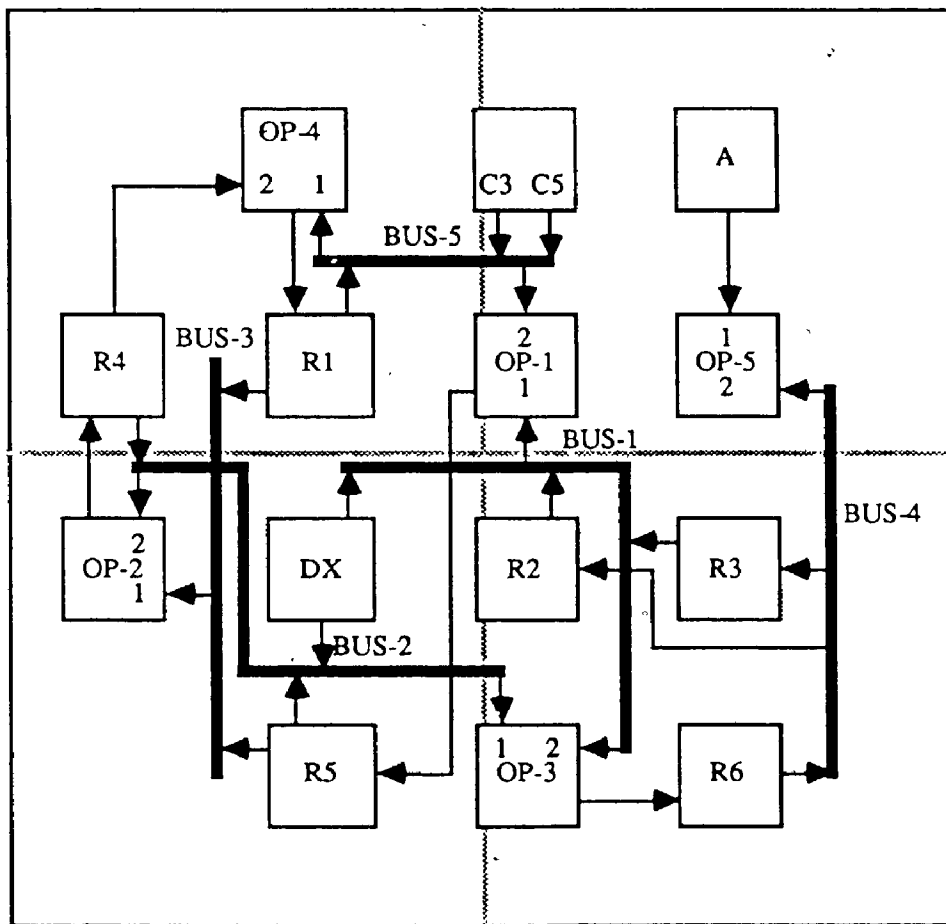 OP-4
2 1
C3 C5
A
BUS-5
R4
BUS-3
R1
2
OP-1
1
1
OP-5
2
BUS-1
2
OP-2
1
DX
R2
R3
BUS-4
BUS-2
R5
1 2
OP-3
R6